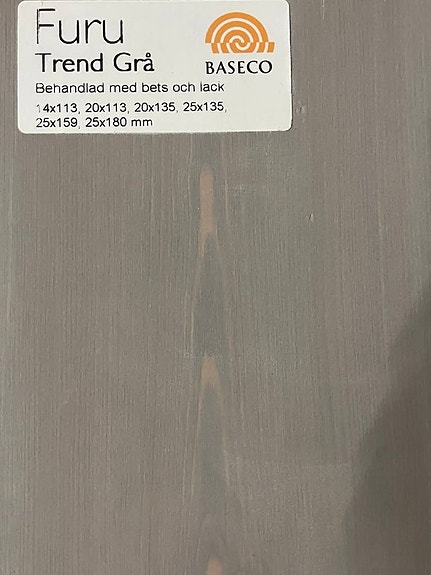 Furu
Trend Grå
BASECO
Behandlad med bets och lack
14x113, 20x113, 20x135, 25x135,
25x159, 25x180 mm